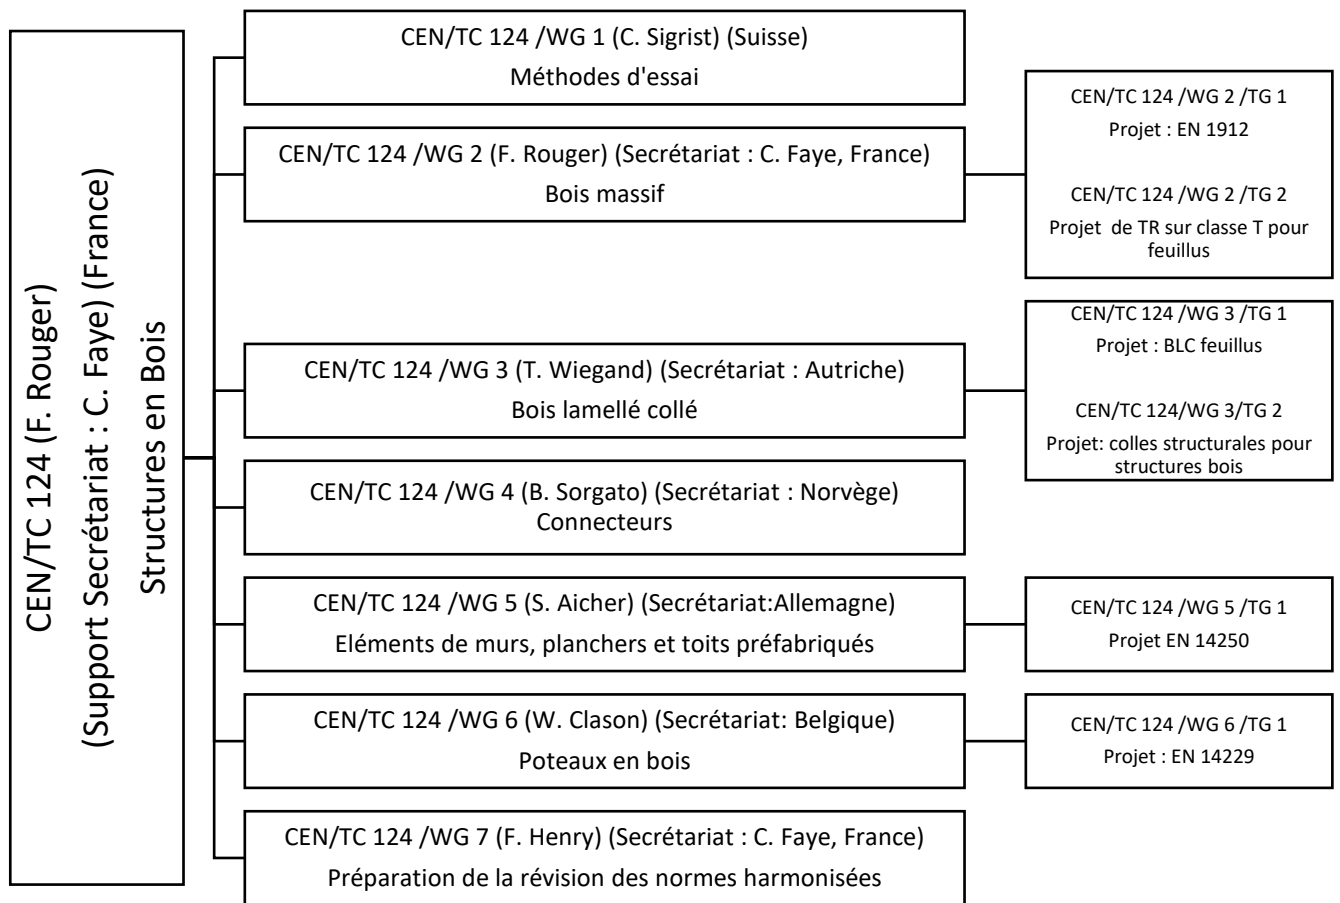 CEN/TC 124 (F. Rouger)
(Support Secrétariat : C. Faye) (France)
Structures en Bois
CEN/TC 124 /WG 1 (C. Sigrist) (Suisse)
Méthodes d'essai
CEN/TC 124 /WG 2 (F. Rouger) (Secrétariat : C. Faye, France)
Bois massif
CEN/TC 124 /WG 2 /TG 1
Projet : EN 1912
CEN/TC 124 /WG 2 /TG 2
Projet de TR sur classe T pour
feuillus
CEN/TC 124 /WG 3 (T. Wiegand) (Secrétariat : Autriche)
Bois lamellé collé
CEN/TC 124 /WG 3 /TG 1
Projet : BLC feuillus
CEN/TC 124/WG 3/TG 2
Projet: colles structurales pour
structures bois
CEN/TC 124 /WG 4 (B. Sorgato) (Secrétariat : Norvège)
Connecteurs
CEN/TC 124 /WG 5 (S. Aicher) (Secrétariat:Allemagne)
Eléments de murs, planchers et toits préfabriqués
CEN/TC 124 /WG 5 /TG 1
Projet EN 14250
CEN/TC 124 /WG 6 (W. Clason) (Secrétariat: Belgique)
Poteaux en bois
CEN/TC 124 /WG 6 /TG 1
Projet : EN 14229
CEN/TC 124 /WG 7 (F. Henry) (Secrétariat : C. Faye, France)
Préparation de la révision des normes harmonisées